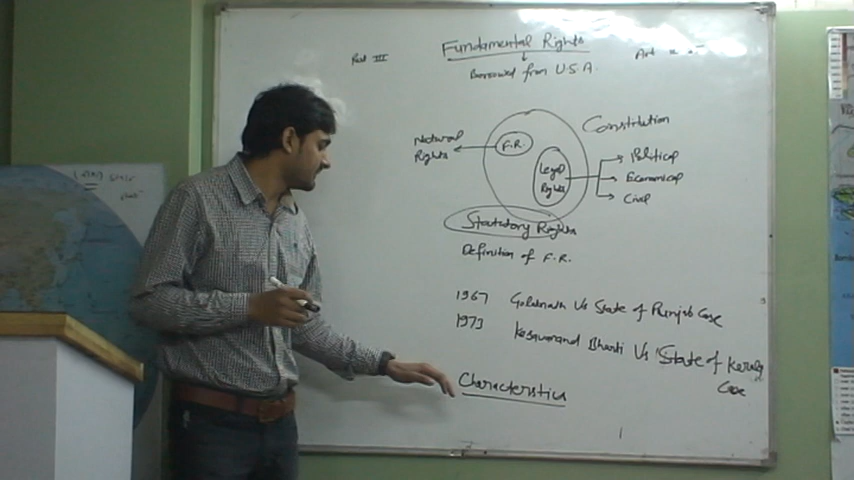 Fundamental Rights
Part III
Art
Borrowed from U.S.A.
Constitution
Natural
Rights
F.R.
Legal
Rights
Political
Economical
Civil
Statutory Rights
Definition of F.R.
1967 Golaknath Vs State of Punjab Case
1973 Keswanand Bharti Vs State of Kerala
Case
Characteristics